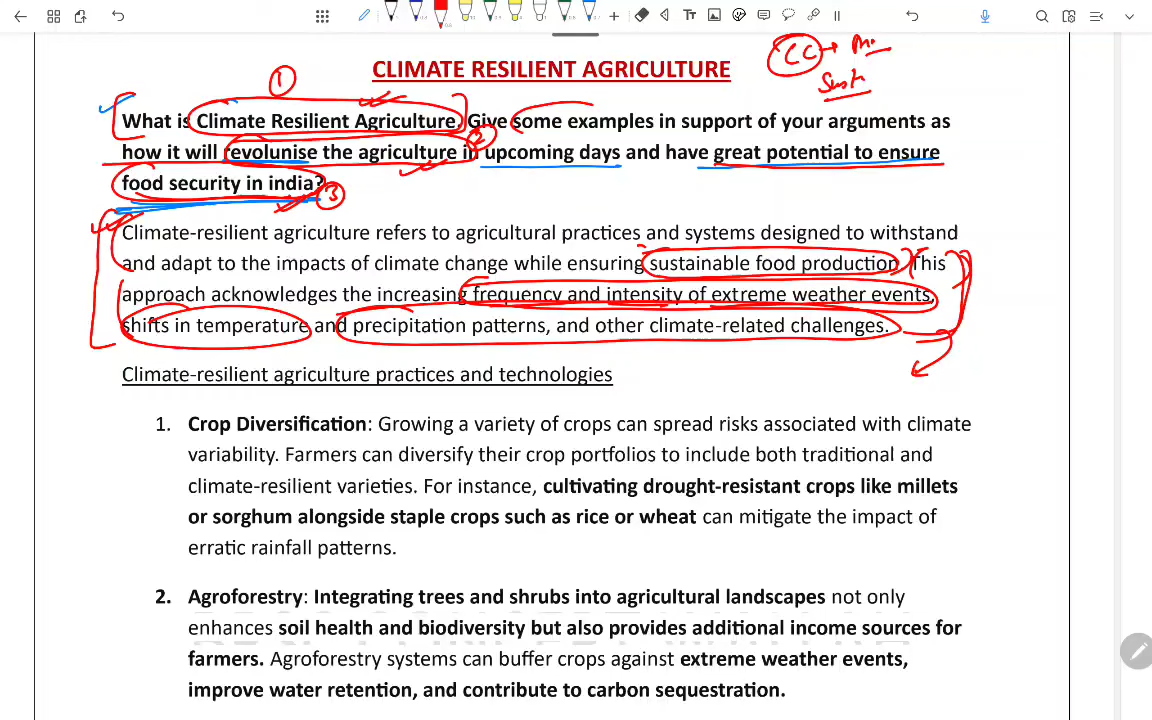 CC →
CLIMATE RESILIENT AGRICULTURE
1
What is Climate Resilient Agriculture. Give some examples in support of your arguments as
2
how it will revolunise the agriculture in upcoming days and have great potential to ensure
food security in india?
3
Climate-resilient agriculture refers to agricultural practices and systems designed to withstand
and adapt to the impacts of climate change while ensuring sustainable food production. This
approach acknowledges the increasing frequency and intensity of extreme weather events,
shifts in temperature and precipitation patterns, and other climate-related challenges.
Climate-resilient agriculture practices and technologies
1. Crop Diversification: Growing a variety of crops can spread risks associated with climate
variability. Farmers can diversify their crop portfolios to include both traditional and
climate-resilient varieties. For instance, cultivating drought-resistant crops like millets
or sorghum alongside staple crops such as rice or wheat can mitigate the impact of
erratic rainfall patterns.
2. Agroforestry: Integrating trees and shrubs into agricultural landscapes not only
enhances soil health and biodiversity but also provides additional income sources for
farmers. Agroforestry systems can buffer crops against extreme weather events,
improve water retention, and contribute to carbon sequestration.